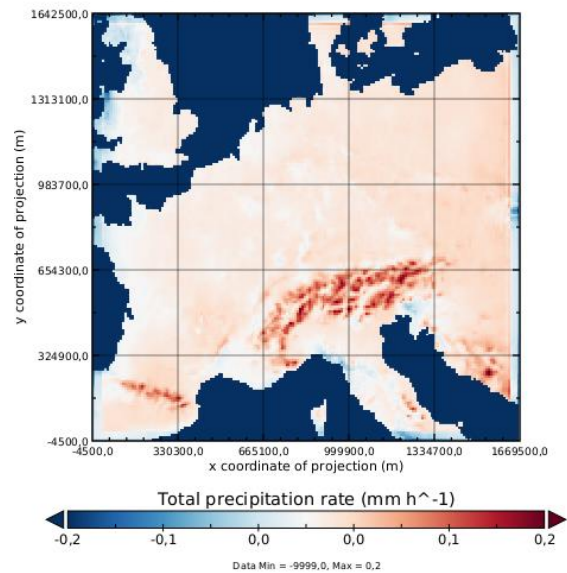 1642500,0
1313100,0
983700,0
654300,0
324900,0
-4500,0
y coordinate of projection (m)
-4500,0 330300,0 665100,0 999900,0 1334700,0 1669500,0
x coordinate of projection (m)
Total precipitation rate (mm h^-1)
-0,2 -0,1 0,0 0,0 0,1 0,2
Data Min = -9999,0, Max = 0,2